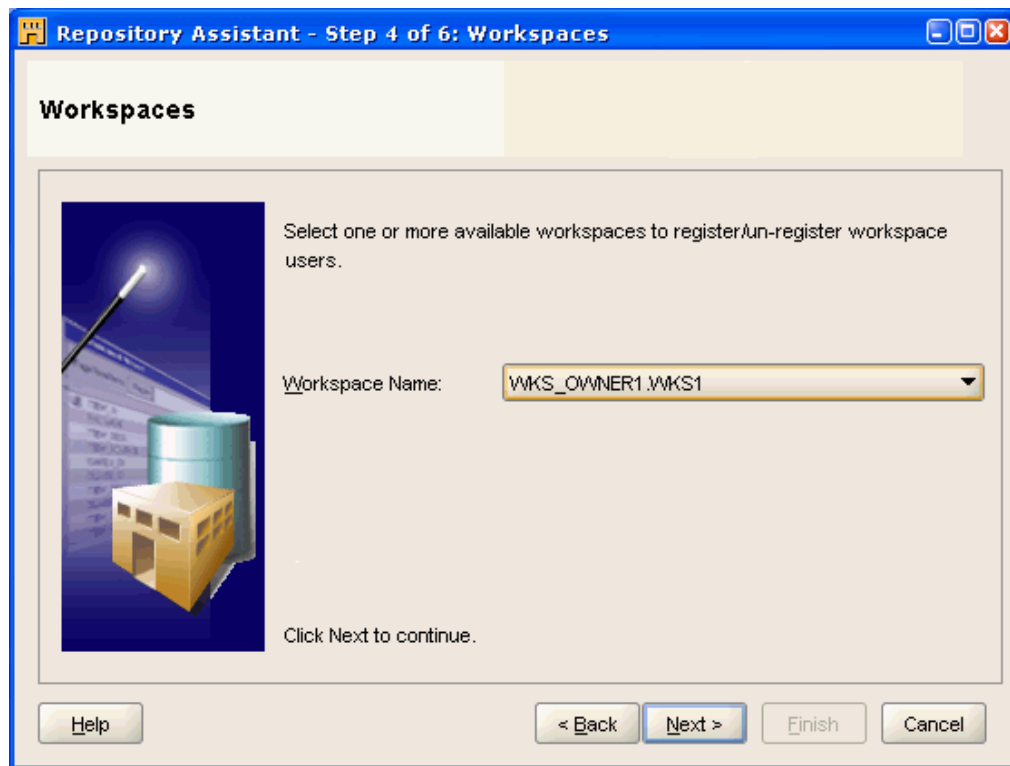 Repository Assistant - Step 4 of 6: Workspaces
Workspaces
Select one or more available workspaces to register/un-register workspace
users.
Workspace Name: WKS_OWNER1.WKS1
Click Next to continue.
Help < Back Next > Finish Cancel